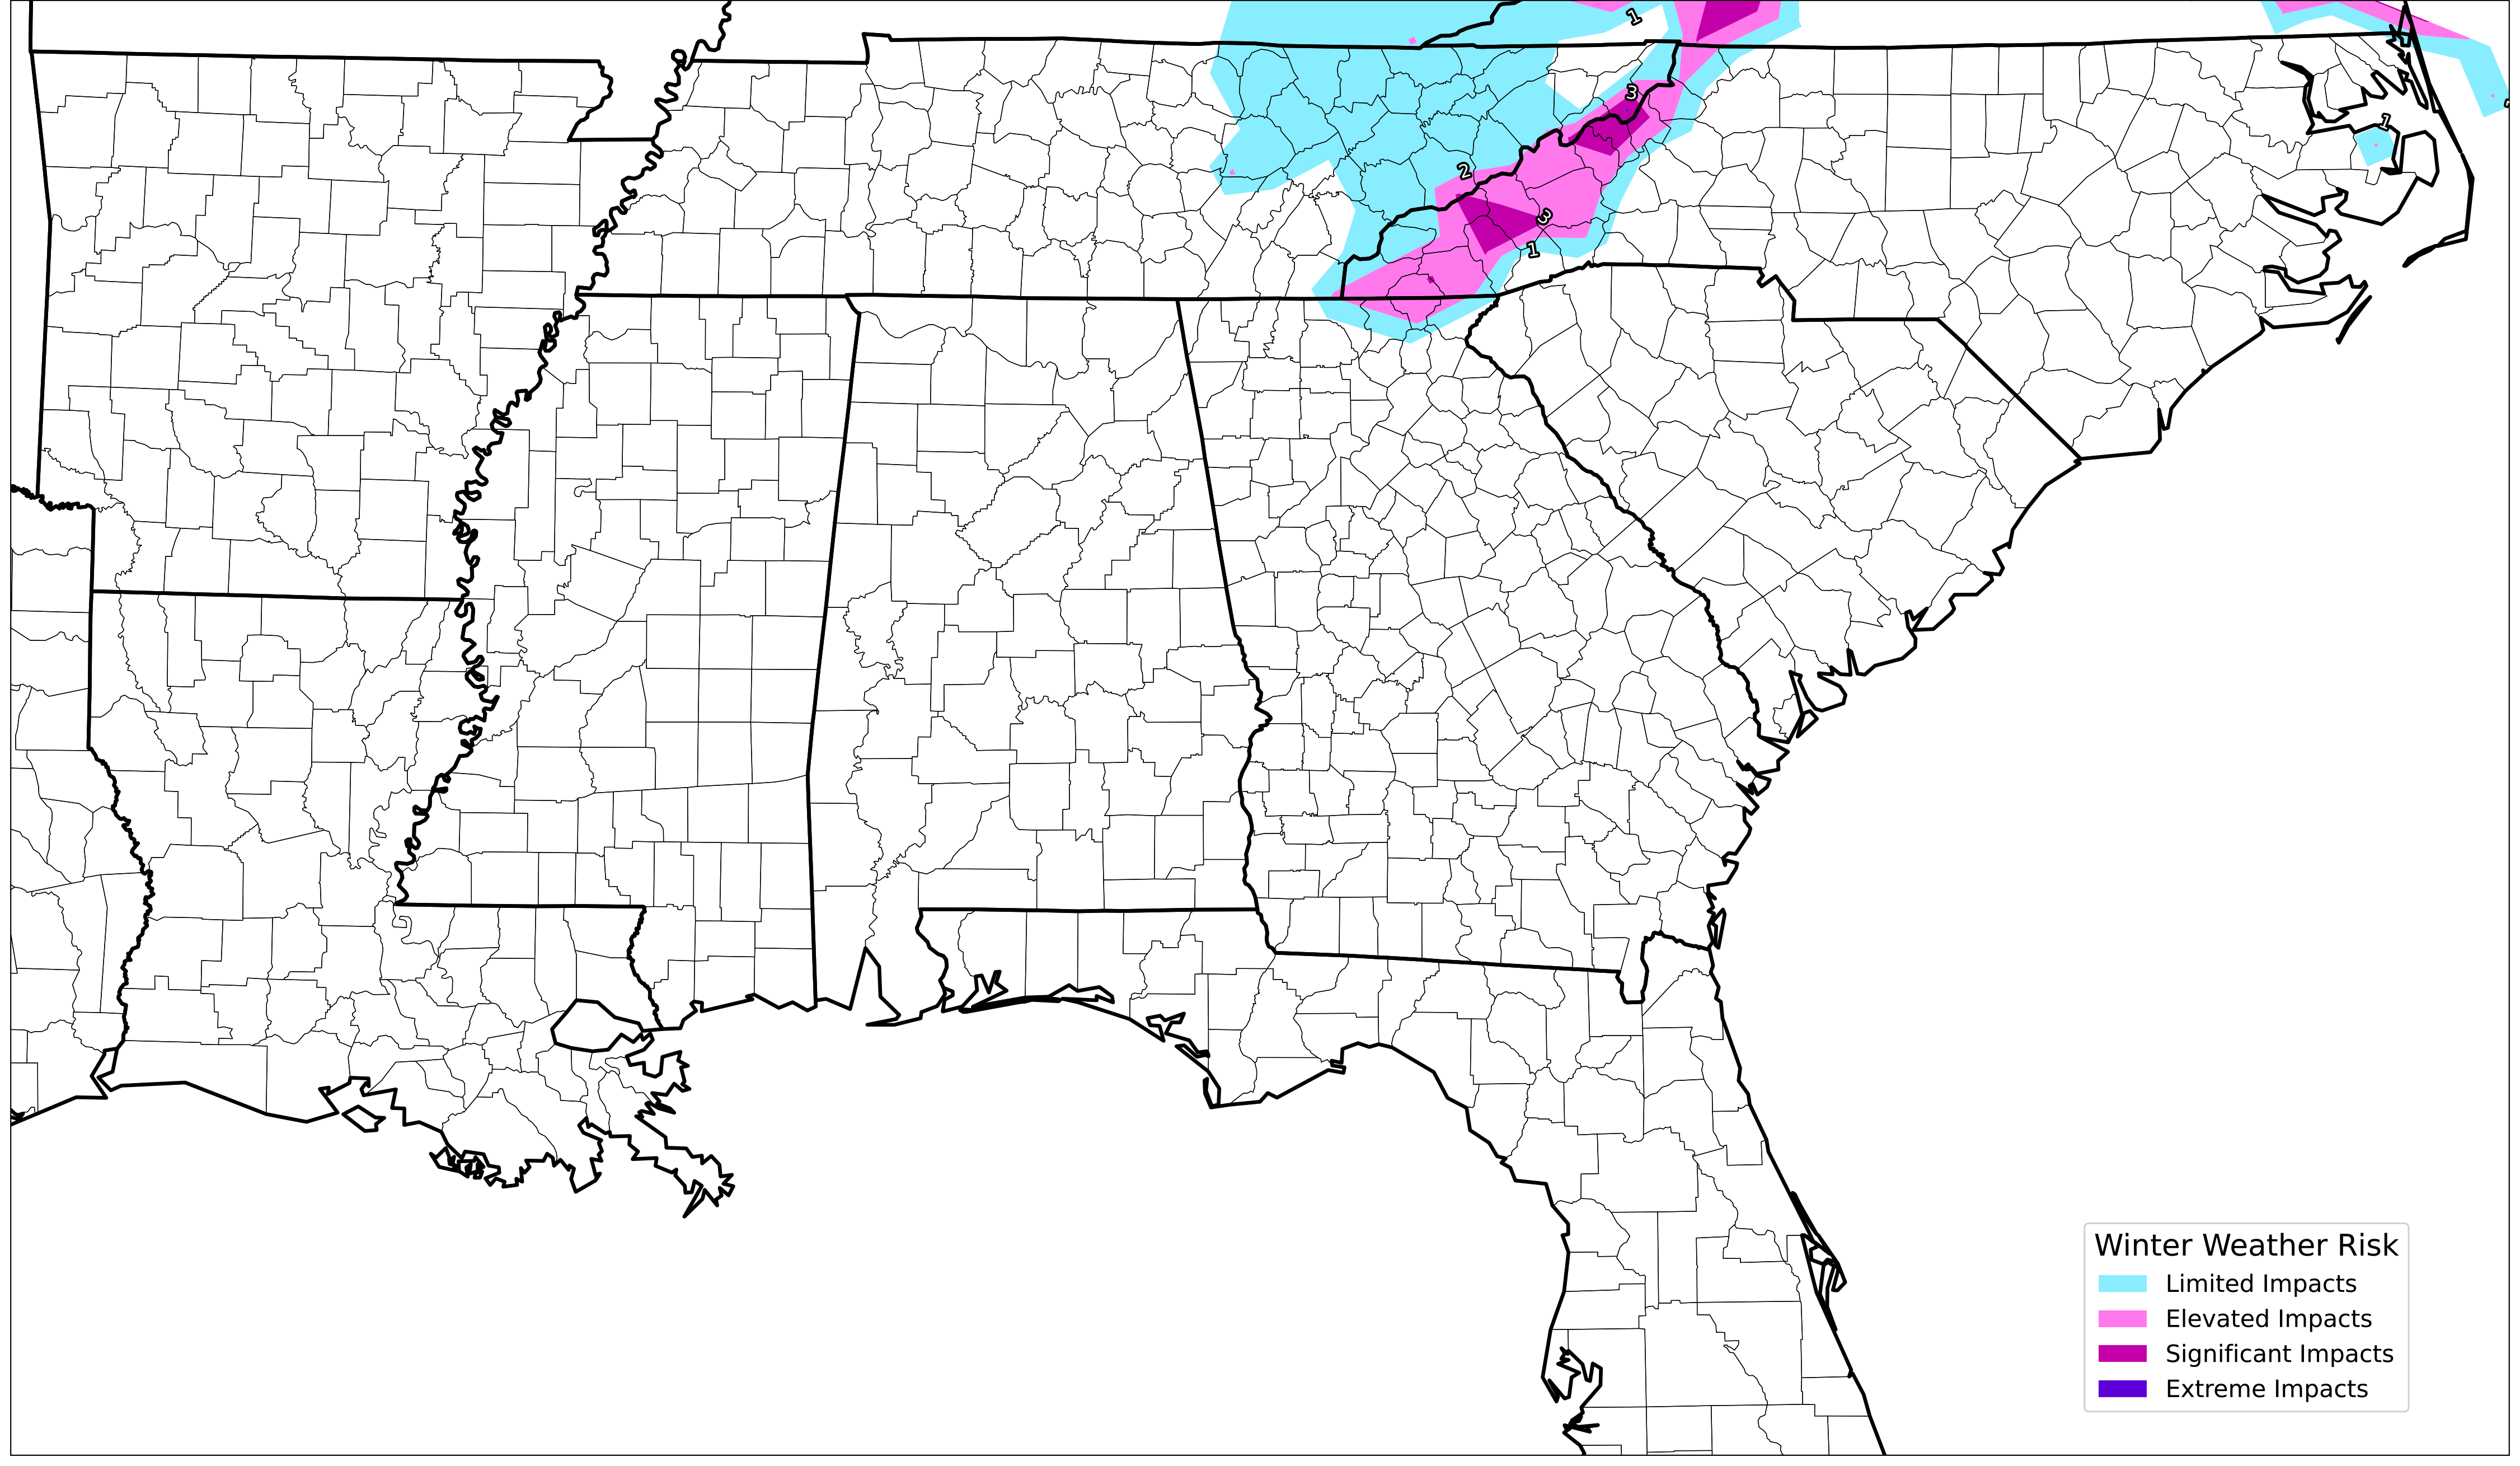 1
3
1
2
3
1
Winter Weather Risk
Limited Impacts
Elevated Impacts
Significant Impacts
Extreme Impacts